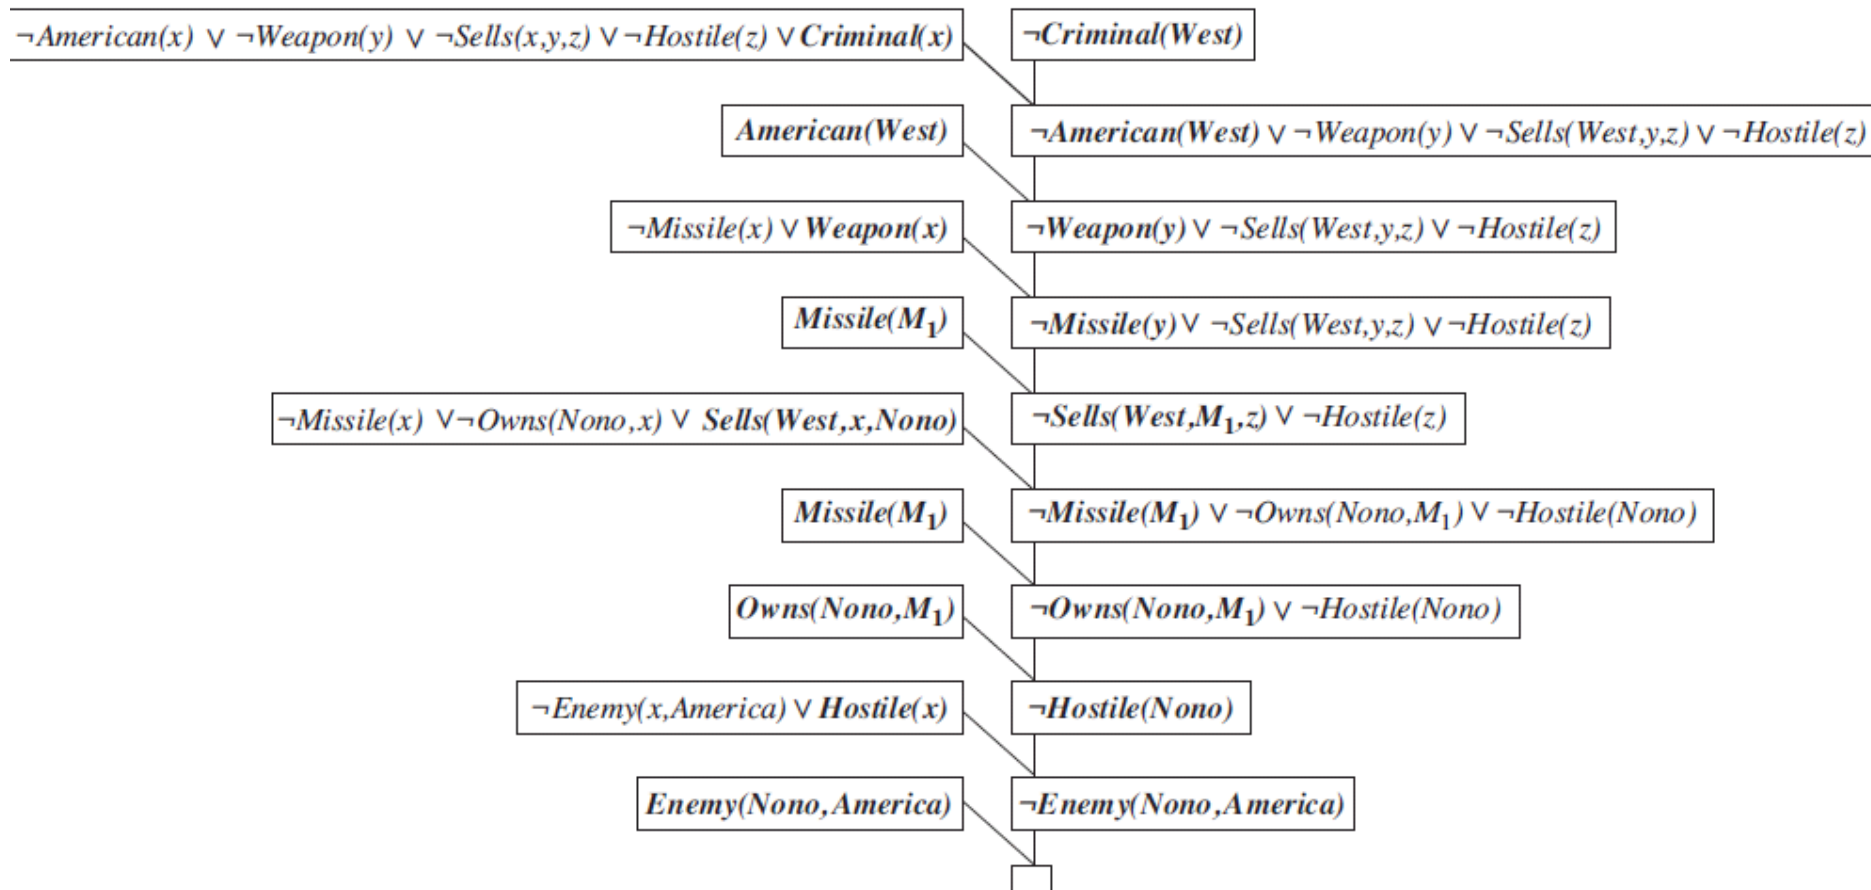 ¬American(x) ∨ ¬Weapon(y) ∨ ¬Sells(x,y,z) ∨ ¬Hostile(z) ∨ Criminal(x) ¬Criminal(West)
American(West) ¬American(West) ∨ ¬Weapon(y) ∨ ¬Sells(West,y,z) ∨ ¬Hostile(z)
¬Missile(x) ∨ Weapon(x) ¬Weapon(y) ∨ ¬Sells(West,y,z) ∨ ¬Hostile(z)
Missile(M₁) ¬Missile(y) ∨ ¬Sells(West,y,z) ∨ ¬Hostile(z)
¬Missile(x) ∨ ¬Owns(Nono,x) ∨ Sells(West,x,Nono) ¬Sells(West,M₁,z) ∨ ¬Hostile(z)
Missile(M₁) ¬Missile(M₁) ∨ ¬Owns(Nono,M₁) ∨ ¬Hostile(Nono)
Owns(Nono,M₁) ¬Owns(Nono,M₁) ∨ ¬Hostile(Nono)
¬Enemy(x,America) ∨ Hostile(x) ¬Hostile(Nono)
Enemy(Nono,America) ¬Enemy(Nono,America)